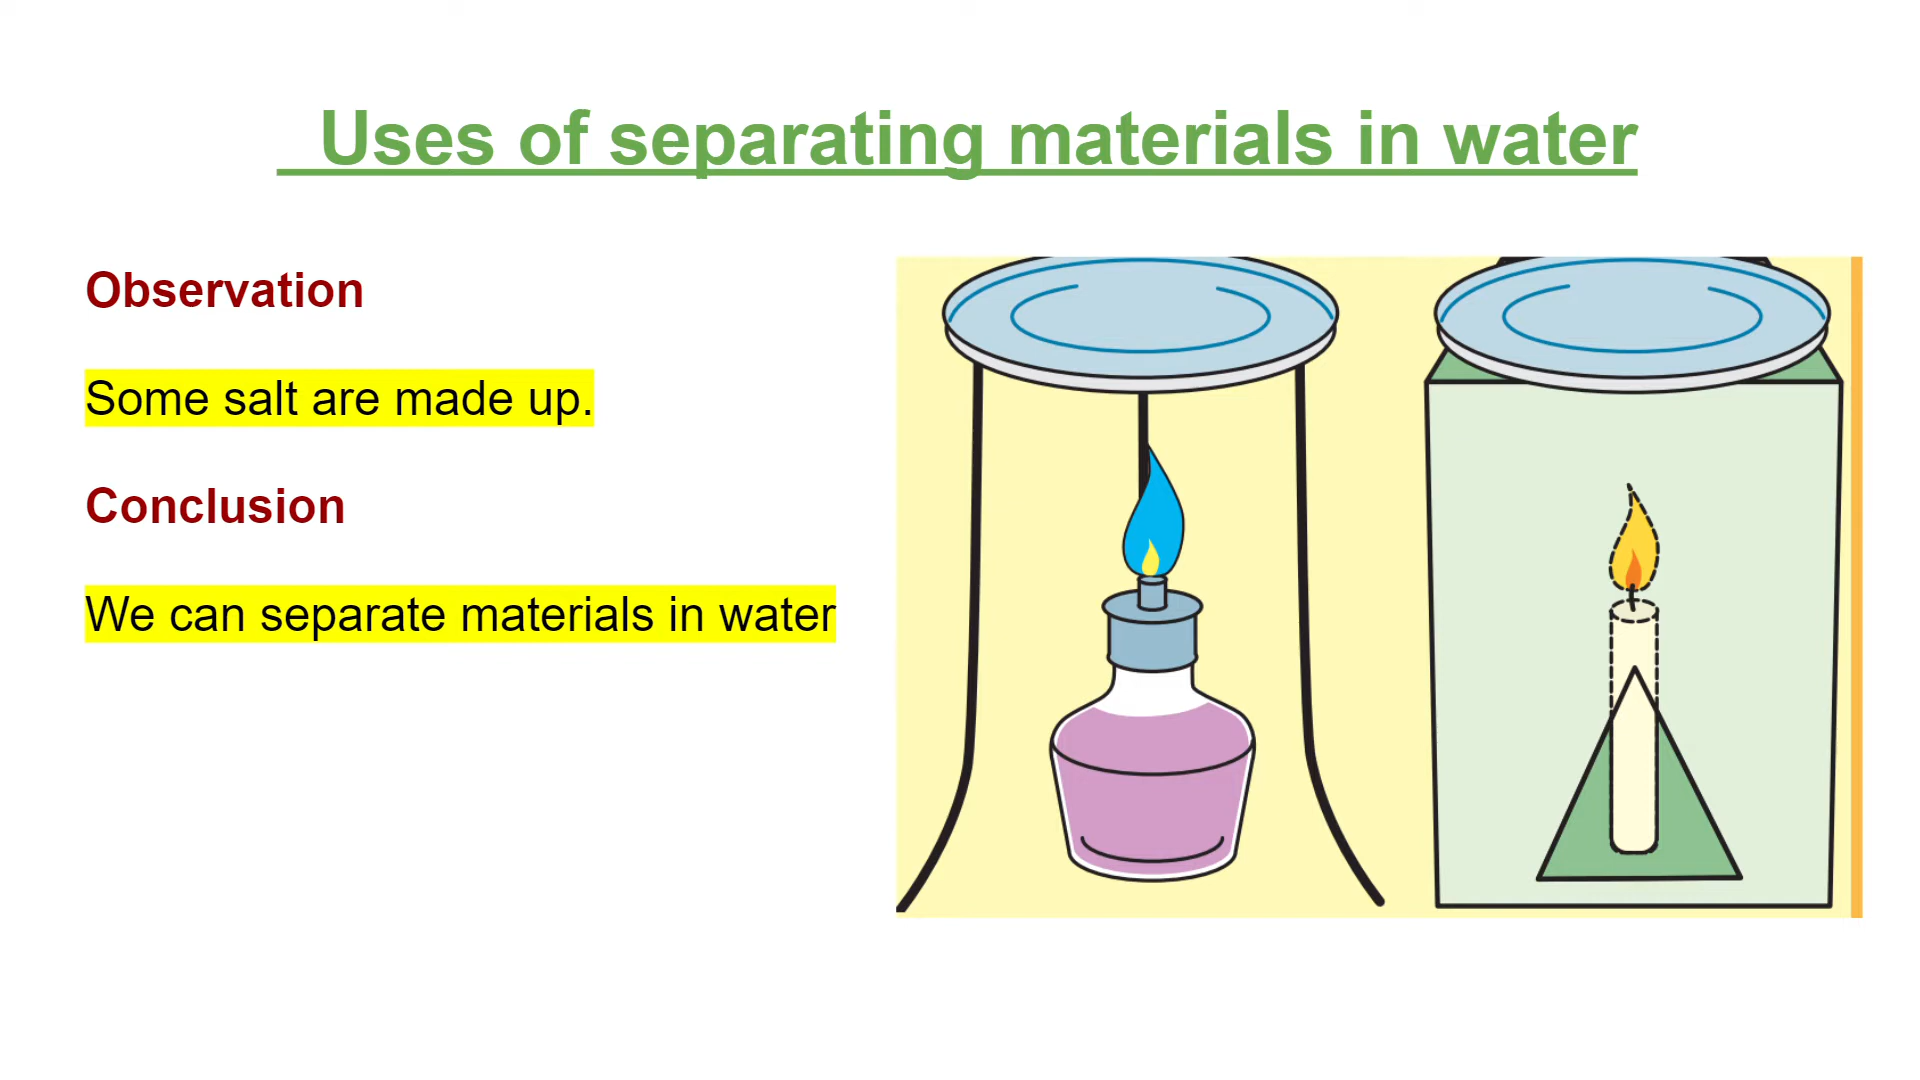 Uses of separating materials in water
Observation
Some salt are made up.
Conclusion
We can separate materials in water